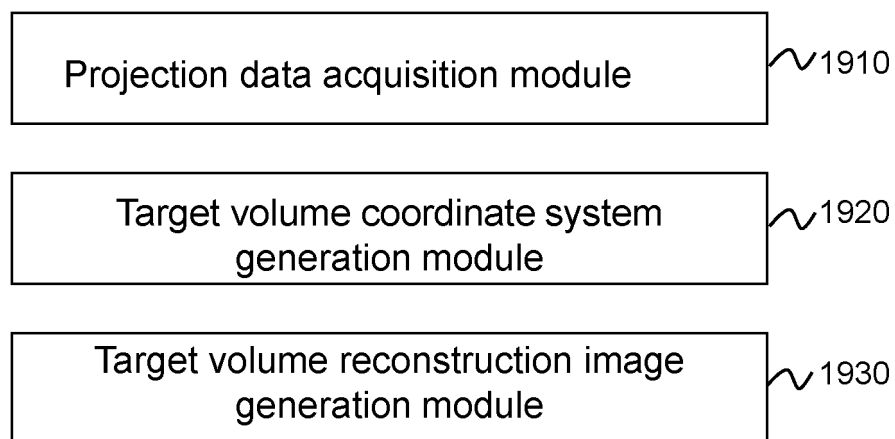 Projection data acquisition module
1910
Target volume coordinate system
generation module
1920
Target volume reconstruction image
generation module
1930